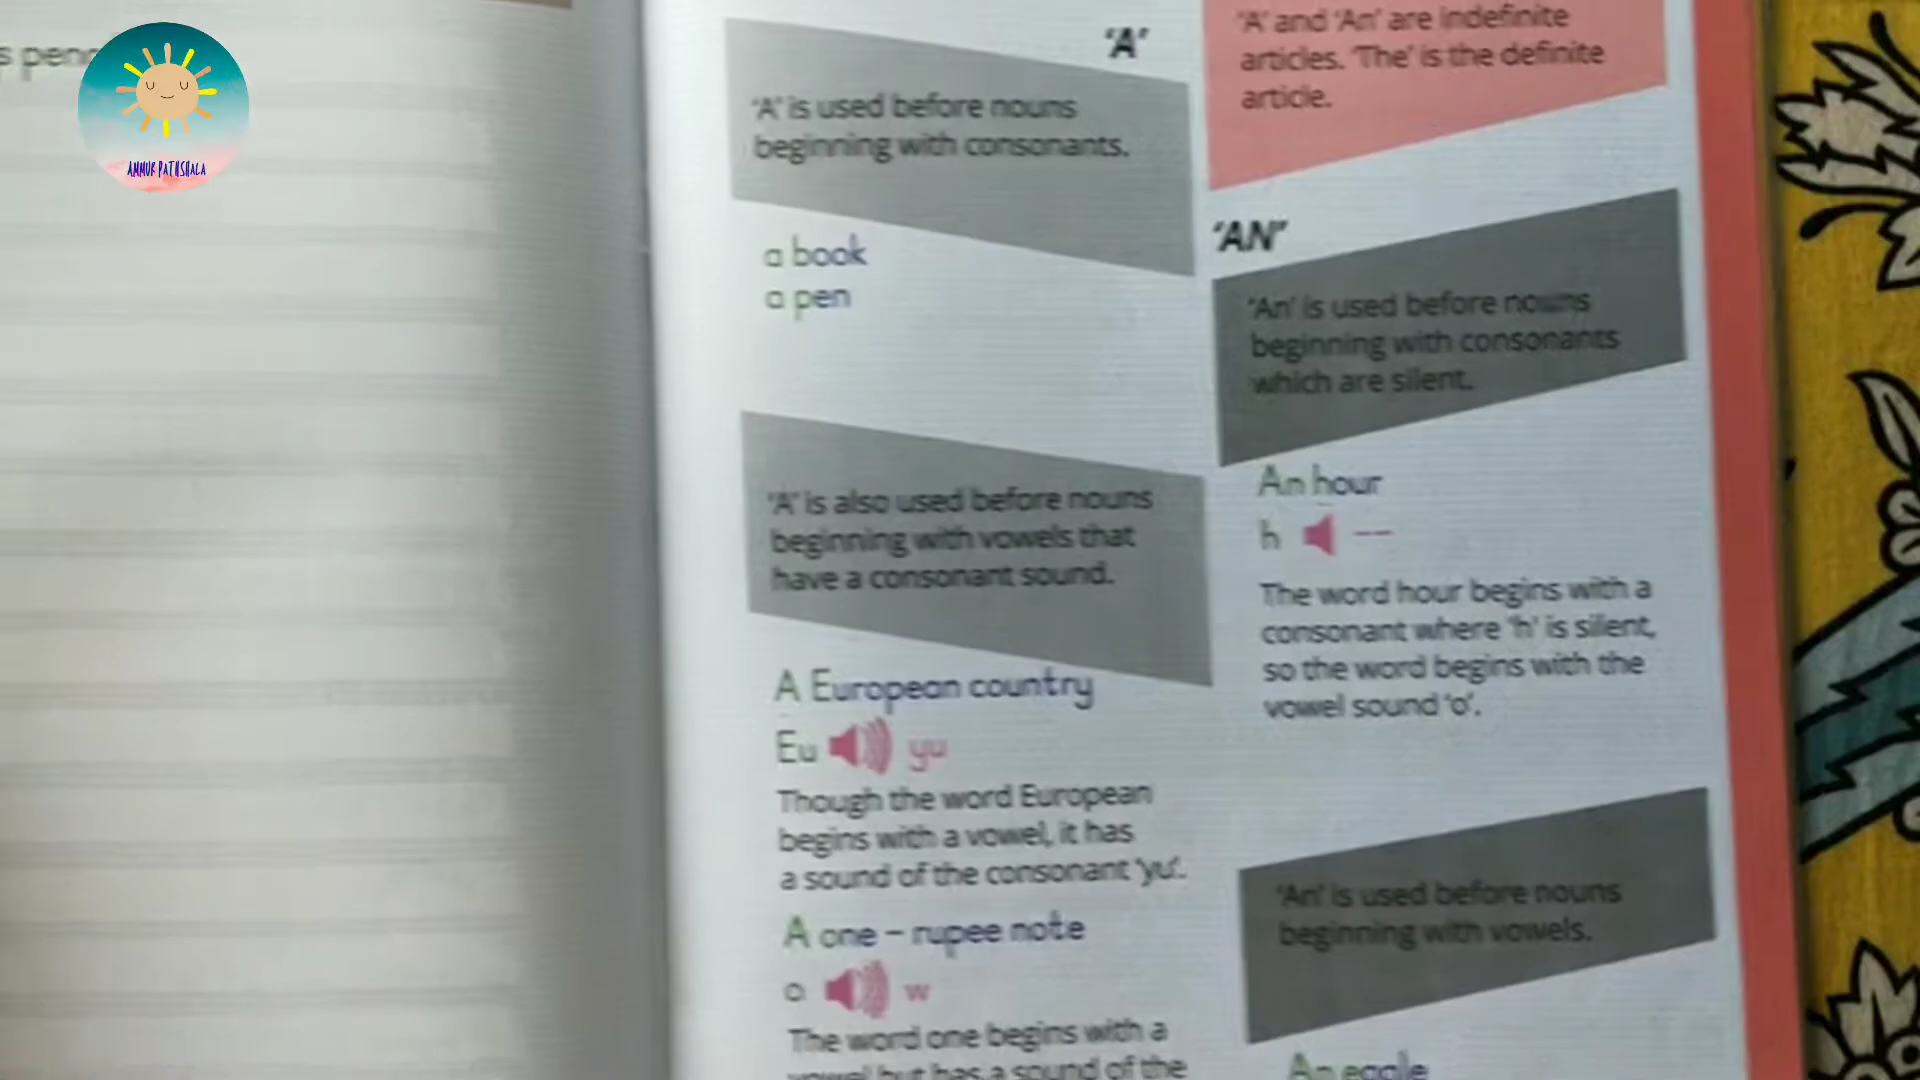 s penc
AMMUR PATHSHALA
'A'
'A' is used before nouns
beginning with consonants.
a book
a pen
'A' is also used before nouns
beginning with vowels that
have a consonant sound.
A European country
Eu yu
Though the word European
begins with a vowel, it has
a sound of the consonant 'yu'.
A one – rupee note
o w
The word one begins with a
vowel but has a sound of the
'A' and 'An' are indefinite
articles. 'The' is the definite
article.
'AN'
'An' is used before nouns
beginning with consonants
which are silent.
An hour
h --
The word hour begins with a
consonant where 'h' is silent,
so the word begins with the
vowel sound 'o'.
'An' is used before nouns
beginning with vowels.
An eagle